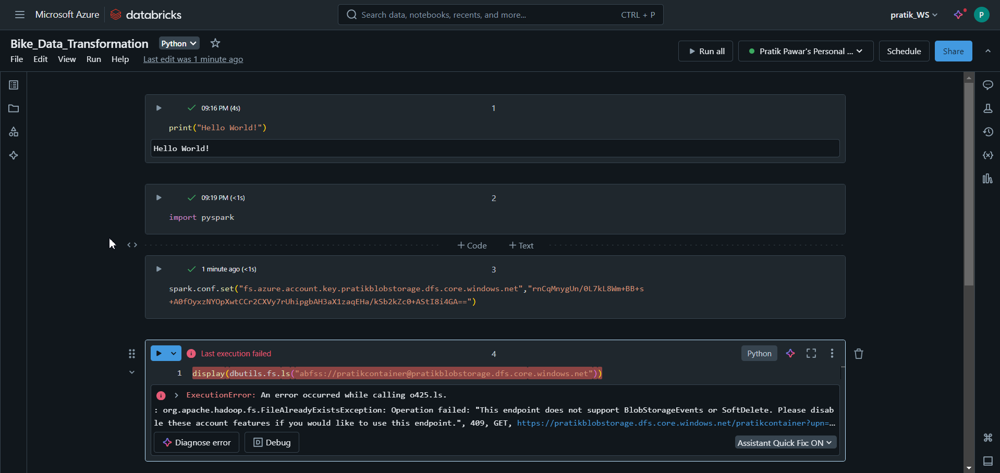 Microsoft Azure databricks Search data, notebooks, recents, and more... CTRL + P pratik_WS P
Bike_Data_Transformation Python
File Edit View Run Help Last edit was 1 minute ago Run all Pratik Pawar's Personal ... Schedule Share
09:16 PM (4s) 1
print("Hello World!")
Hello World!
09:19 PM (<1s) 2
import pyspark
+ Code + Text
1 minute ago (<1s) 3
spark.conf.set("fs.azure.account.key.pratikblobstorage.dfs.core.windows.net","rnCqMnygUn/0L7kL8Wm+BB+s
+A0fOyxzNYOpXwtCCr2CXVy7rUhipgbAH3aX1zaqEHa/kSb2kZc0+AStI8i4GA==")
Last execution failed 4 Python
1 display(dbutils.fs.ls("abfss://pratikcontainer@pratikblobstorage.dfs.core.windows.net"))
ExecutionError: An error occurred while calling o425.ls.
: org.apache.hadoop.fs.FileAlreadyExistsException: Operation failed: "This endpoint does not support BlobStorageEvents or SoftDelete. Please disab
le these account features if you would like to use this endpoint.", 409, GET, https://pratikblobstorage.dfs.core.windows.net/pratikcontainer?upn=...
Diagnose error D Debug Assistant Quick Fix: ON